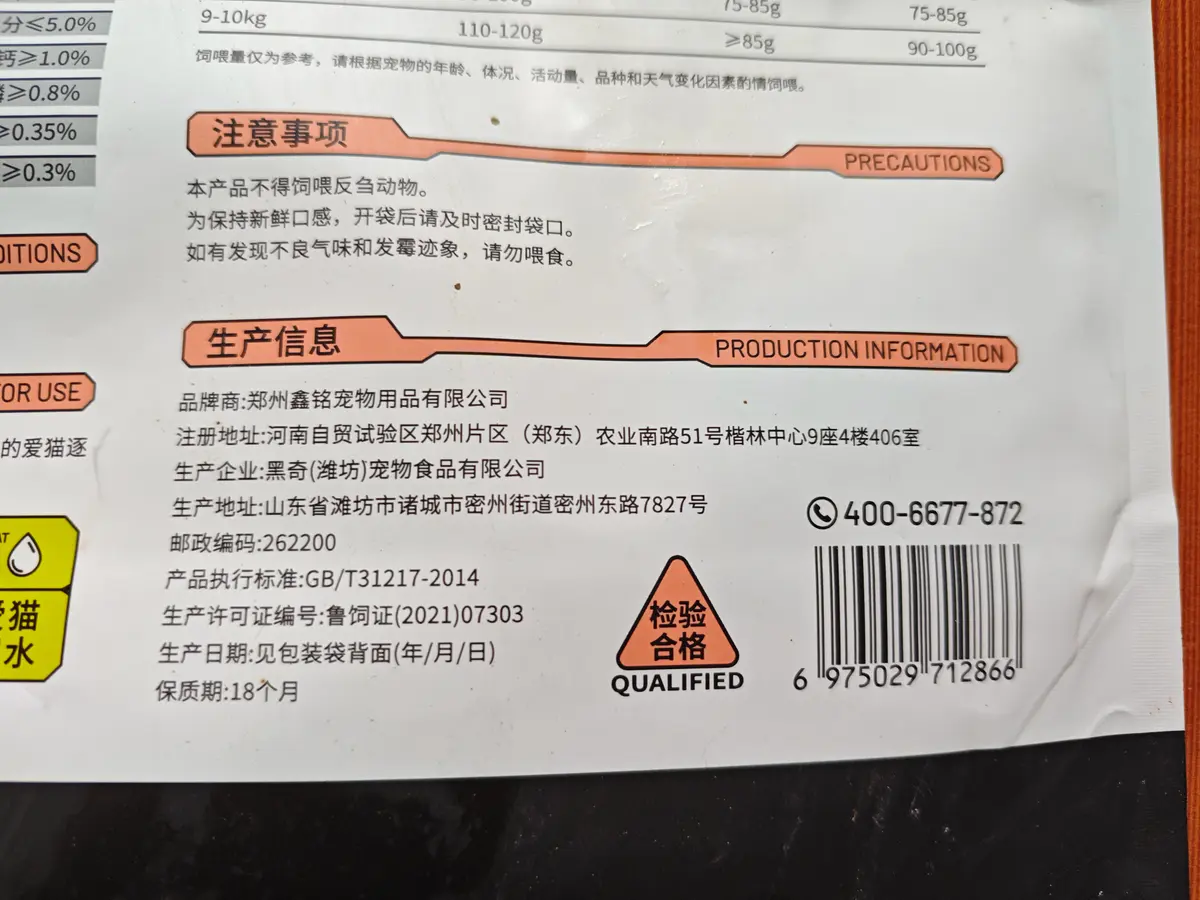 分≤5.0%
钙≥1.0%
≥0.8%
≥0.35%
≥0.3%
75-85g
75-85g
9-10kg
110-120g
≥85g
90-100g
饲喂量仅为参考，请根据宠物的年龄、体况、活动量、品种和天气变化因素酌情饲喂。
注意事项
PRECAUTIONS
本产品不得饲喂反刍动物。
为保持新鲜口感，开袋后请及时密封袋口。
如有发现不良气味和发霉迹象，请勿喂食。
DITIONS
生产信息
PRODUCTION INFORMATION
OR USE
的爱猫逐
品牌商:郑州鑫铭宠物用品有限公司
注册地址:河南自贸试验区郑州片区（郑东）农业南路51号楷林中心9座4楼406室
生产企业:黑奇(潍坊)宠物食品有限公司
生产地址:山东省潍坊市诸城市密州街道密州东路7827号
400-6677-872
邮政编码:262200
产品执行标准:GB/T31217-2014
生产许可证编号:鲁饲证(2021)07303
生产日期:见包装袋背面(年/月/日)
保质期:18个月
猫
水
检验
合格
QUALIFIED
6 975029 712866